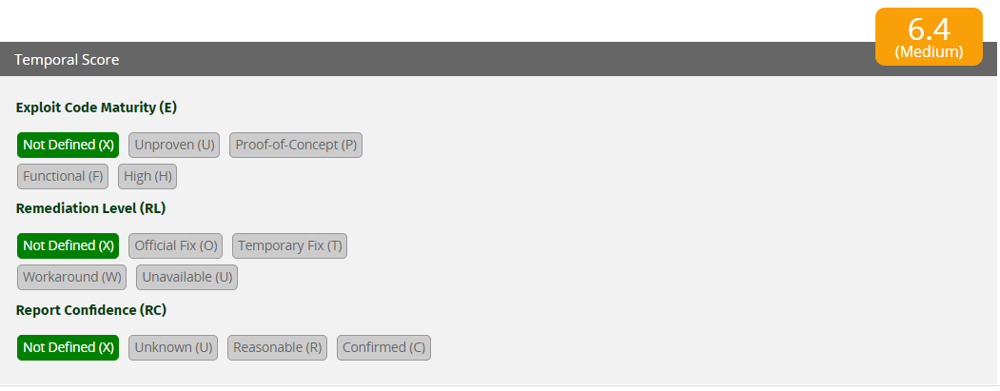 6.4
(Medium)
Temporal Score
Exploit Code Maturity (E)
Not Defined (X) Unproven (U) Proof-of-Concept (P)
Functional (F) High (H)
Remediation Level (RL)
Not Defined (X) Official Fix (O) Temporary Fix (T)
Workaround (W) Unavailable (U)
Report Confidence (RC)
Not Defined (X) Unknown (U) Reasonable (R) Confirmed (C)